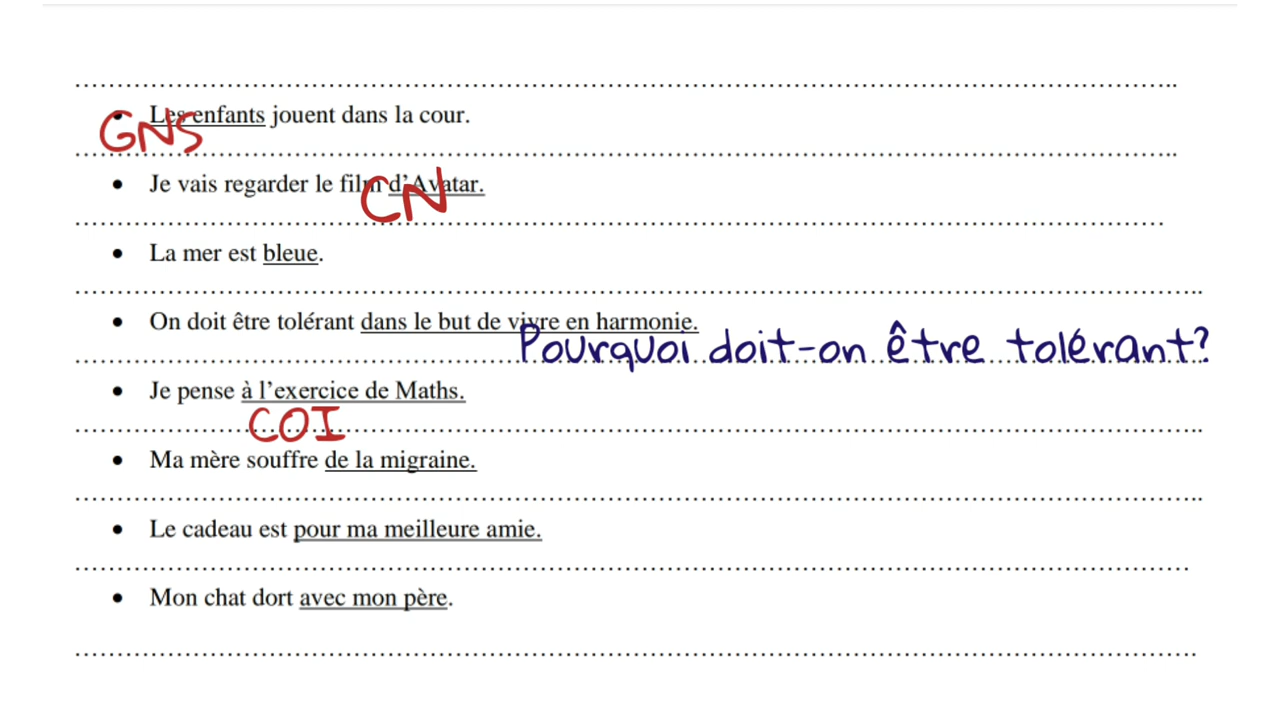 • Les enfants jouent dans la cour.
GNS
• Je vais regarder le film d'Avatar.
CN
• La mer est bleue.
• On doit être tolérant dans le but de vivre en harmonie.
Pourquoi doit-on être tolérant?
• Je pense à l'exercice de Maths.
COI
• Ma mère souffre de la migraine.
• Le cadeau est pour ma meilleure amie.
• Mon chat dort avec mon père.